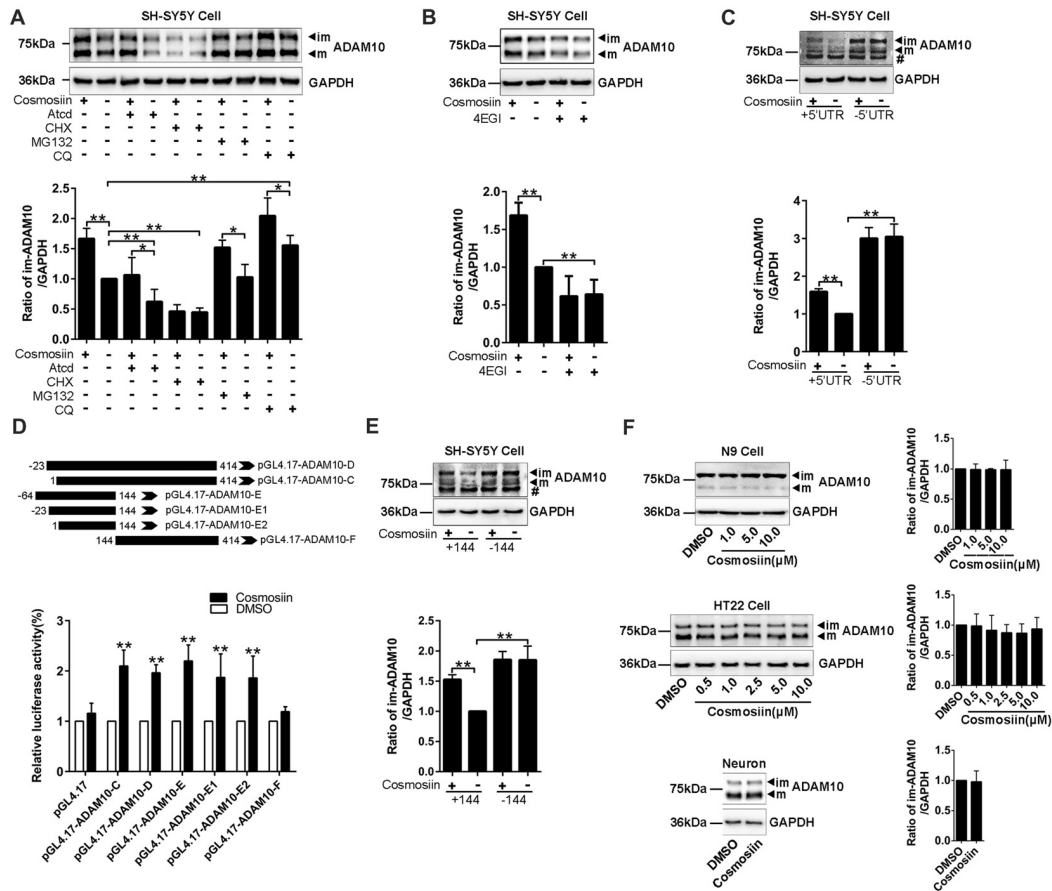 A
SH-SY5Y Cell
75kDa
im
m
ADAM10
36kDa
GAPDH
Cosmosiin + - + - + - + - + -
Atcd - - + + - - - - - -
CHX - - - - + + - - - -
MG132 - - - - - - + + - -
CQ - - - - - - - - + +
Ratio of im-ADAM10
/GAPDH
2.5
2.0
1.5
1.0
0.5
0.0
** ** ** ** * * *
Cosmosiin + - + - + - + - + -
Atcd - - + + - - - - - -
CHX - - - - + + - - - -
MG132 - - - - - - + + - -
CQ - - - - - - - - + +
B
SH-SY5Y Cell
75kDa
im
m
ADAM10
36kDa
GAPDH
Cosmosiin + - + -
4EGI - - + +
Ratio of im-ADAM10
/GAPDH
2.0
1.5
1.0
0.5
0.0
** **
Cosmosiin + - + -
4EGI - - + +
C
SH-SY5Y Cell
75kDa
im
m
#
ADAM10
36kDa
GAPDH
Cosmosiin + - + -
+5'UTR -5'UTR
Ratio of im-ADAM10
/GAPDH
4
3
2
1
0
** **
Cosmosiin + - + -
+5'UTR -5'UTR
D
-23 414 pGL4.17-ADAM10-D
1 414 pGL4.17-ADAM10-C
-64 144 pGL4.17-ADAM10-E
-23 144 pGL4.17-ADAM10-E1
1 144 pGL4.17-ADAM10-E2
144 414 pGL4.17-ADAM10-F
Cosmosiin
DMSO
Relative luciferase activity(%)
3
2
1
0
** ** ** ** **
pGL4.17
pGL4.17-ADAM10-C
pGL4.17-ADAM10-D
pGL4.17-ADAM10-E
pGL4.17-ADAM10-E1
pGL4.17-ADAM10-E2
pGL4.17-ADAM10-F
E
SH-SY5Y Cell
75kDa
im
m
#
ADAM10
36kDa
GAPDH
Cosmosiin + - + -
+144 -144
Ratio of im-ADAM10
/GAPDH
2.5
2.0
1.5
1.0
0.5
0.0
** **
Cosmosiin + - + -
+144 -144
F
N9 Cell
75kDa
im
m
ADAM10
36kDa
GAPDH
DMSO 1.0 5.0 10.0
Cosmosiin(μM)
Ratio of im-ADAM10
/GAPDH
2.0
1.5
1.0
0.5
0.0
DMSO 1.0 5.0 10.0
Cosmosiin(μM)
HT22 Cell
75kDa
im
m
ADAM10
36kDa
GAPDH
DMSO 0.5 1.0 2.5 5.0 10.0
Cosmosiin(μM)
Ratio of im-ADAM10
/GAPDH
2.0
1.5
1.0
0.5
0.0
DMSO 0.5 1.0 2.5 5.0 10.0
Cosmosiin(μM)
Neuron
75kDa
im
m
ADAM10
36kDa
GAPDH
DMSO
Cosmosiin
Ratio of im-ADAM10
/GAPDH
2.0
1.5
1.0
0.5
0.0
DMSO
Cosmosiin